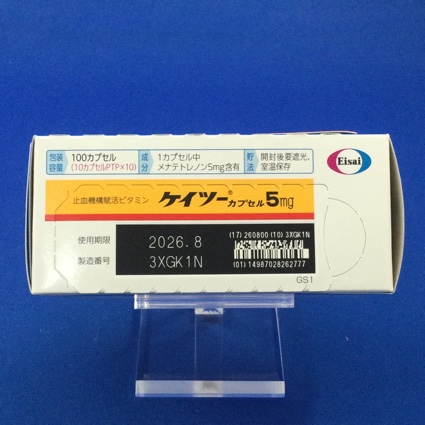 包装容量 100カプセル (10カプセルPTP×10)
成分 1カプセル中 メナテトレノン5mg含有
貯法 開封後要遮光、室温保存
Eisai
止血機構賦活ビタミン ケイツー®カプセル5mg
使用期限 2026.8
製造番号 3XGK1N
(17) 260800 (10) 3XGK1N
(01) 14987028262777
GS1